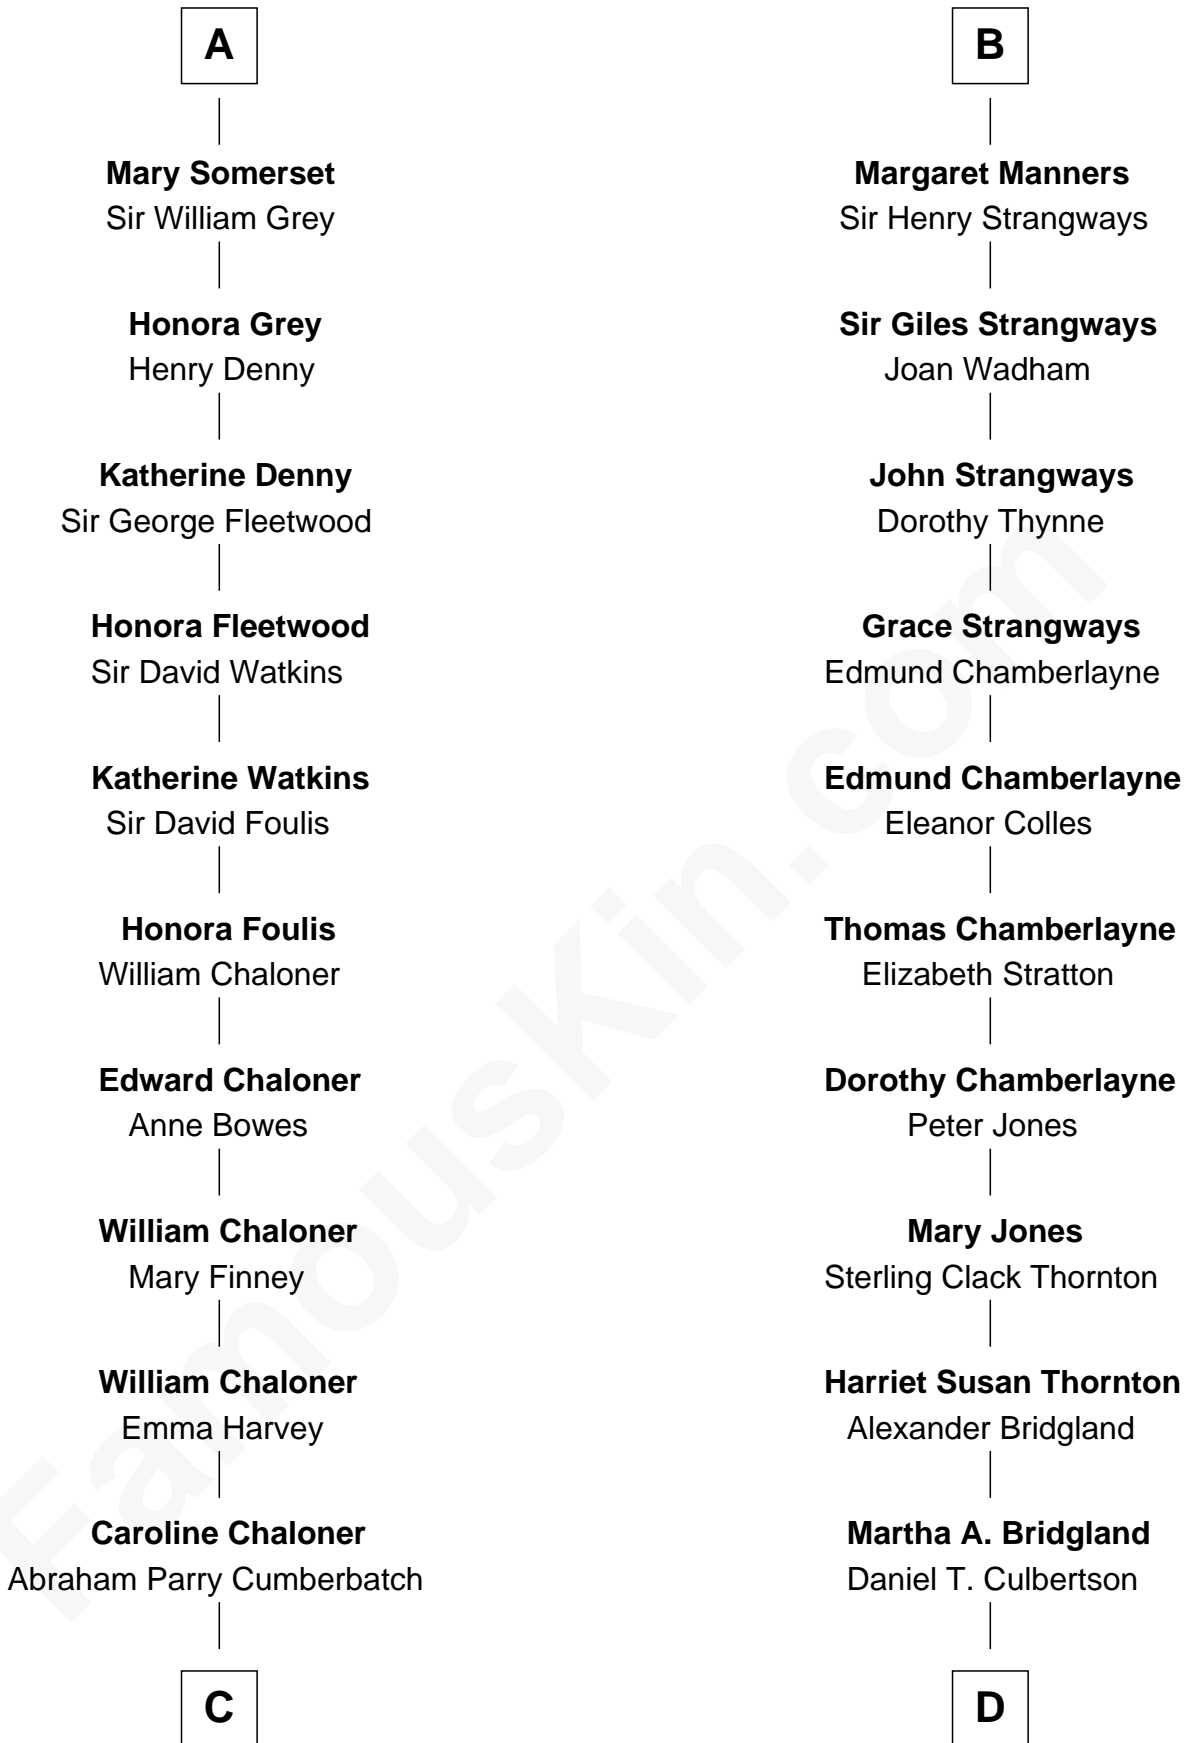 A
Mary Somerset
Sir William Grey
Honora Grey
Henry Denny
Katherine Denny
Sir George Fleetwood
Honora Fleetwood
Sir David Watkins
Katherine Watkins
Sir David Foulis
Honora Foulis
William Chaloner
Edward Chaloner
Anne Bowes
William Chaloner
Mary Finney
William Chaloner
Emma Harvey
Caroline Chaloner
Abraham Parry Cumberbatch
C
B
Margaret Manners
Sir Henry Strangways
Sir Giles Strangways
Joan Wadham
John Strangways
Dorothy Thynne
Grace Strangways
Edmund Chamberlayne
Edmund Chamberlayne
Eleanor Colles
Thomas Chamberlayne
Elizabeth Stratton
Dorothy Chamberlayne
Peter Jones
Mary Jones
Sterling Clack Thornton
Harriet Susan Thornton
Alexander Bridgland
Martha A. Bridgland
Daniel T. Culbertson
D
FamousKin.com